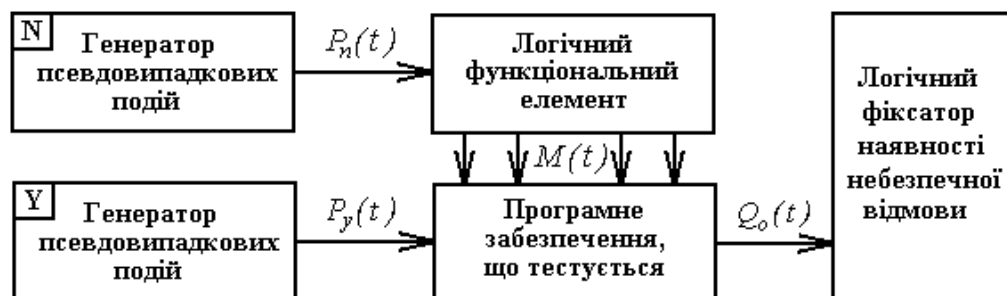 N
Генератор
псевдовипадкових
подій
Pₙ(t)
Логічний
функціональний
елемент
M(t)
Y
Генератор
псевдовипадкових
подій
Pᵧ(t)
Програмне
забезпечення,
що тестується
Qₒ(t)
Логічний
фіксатор
наявності
небезпечної
відмови